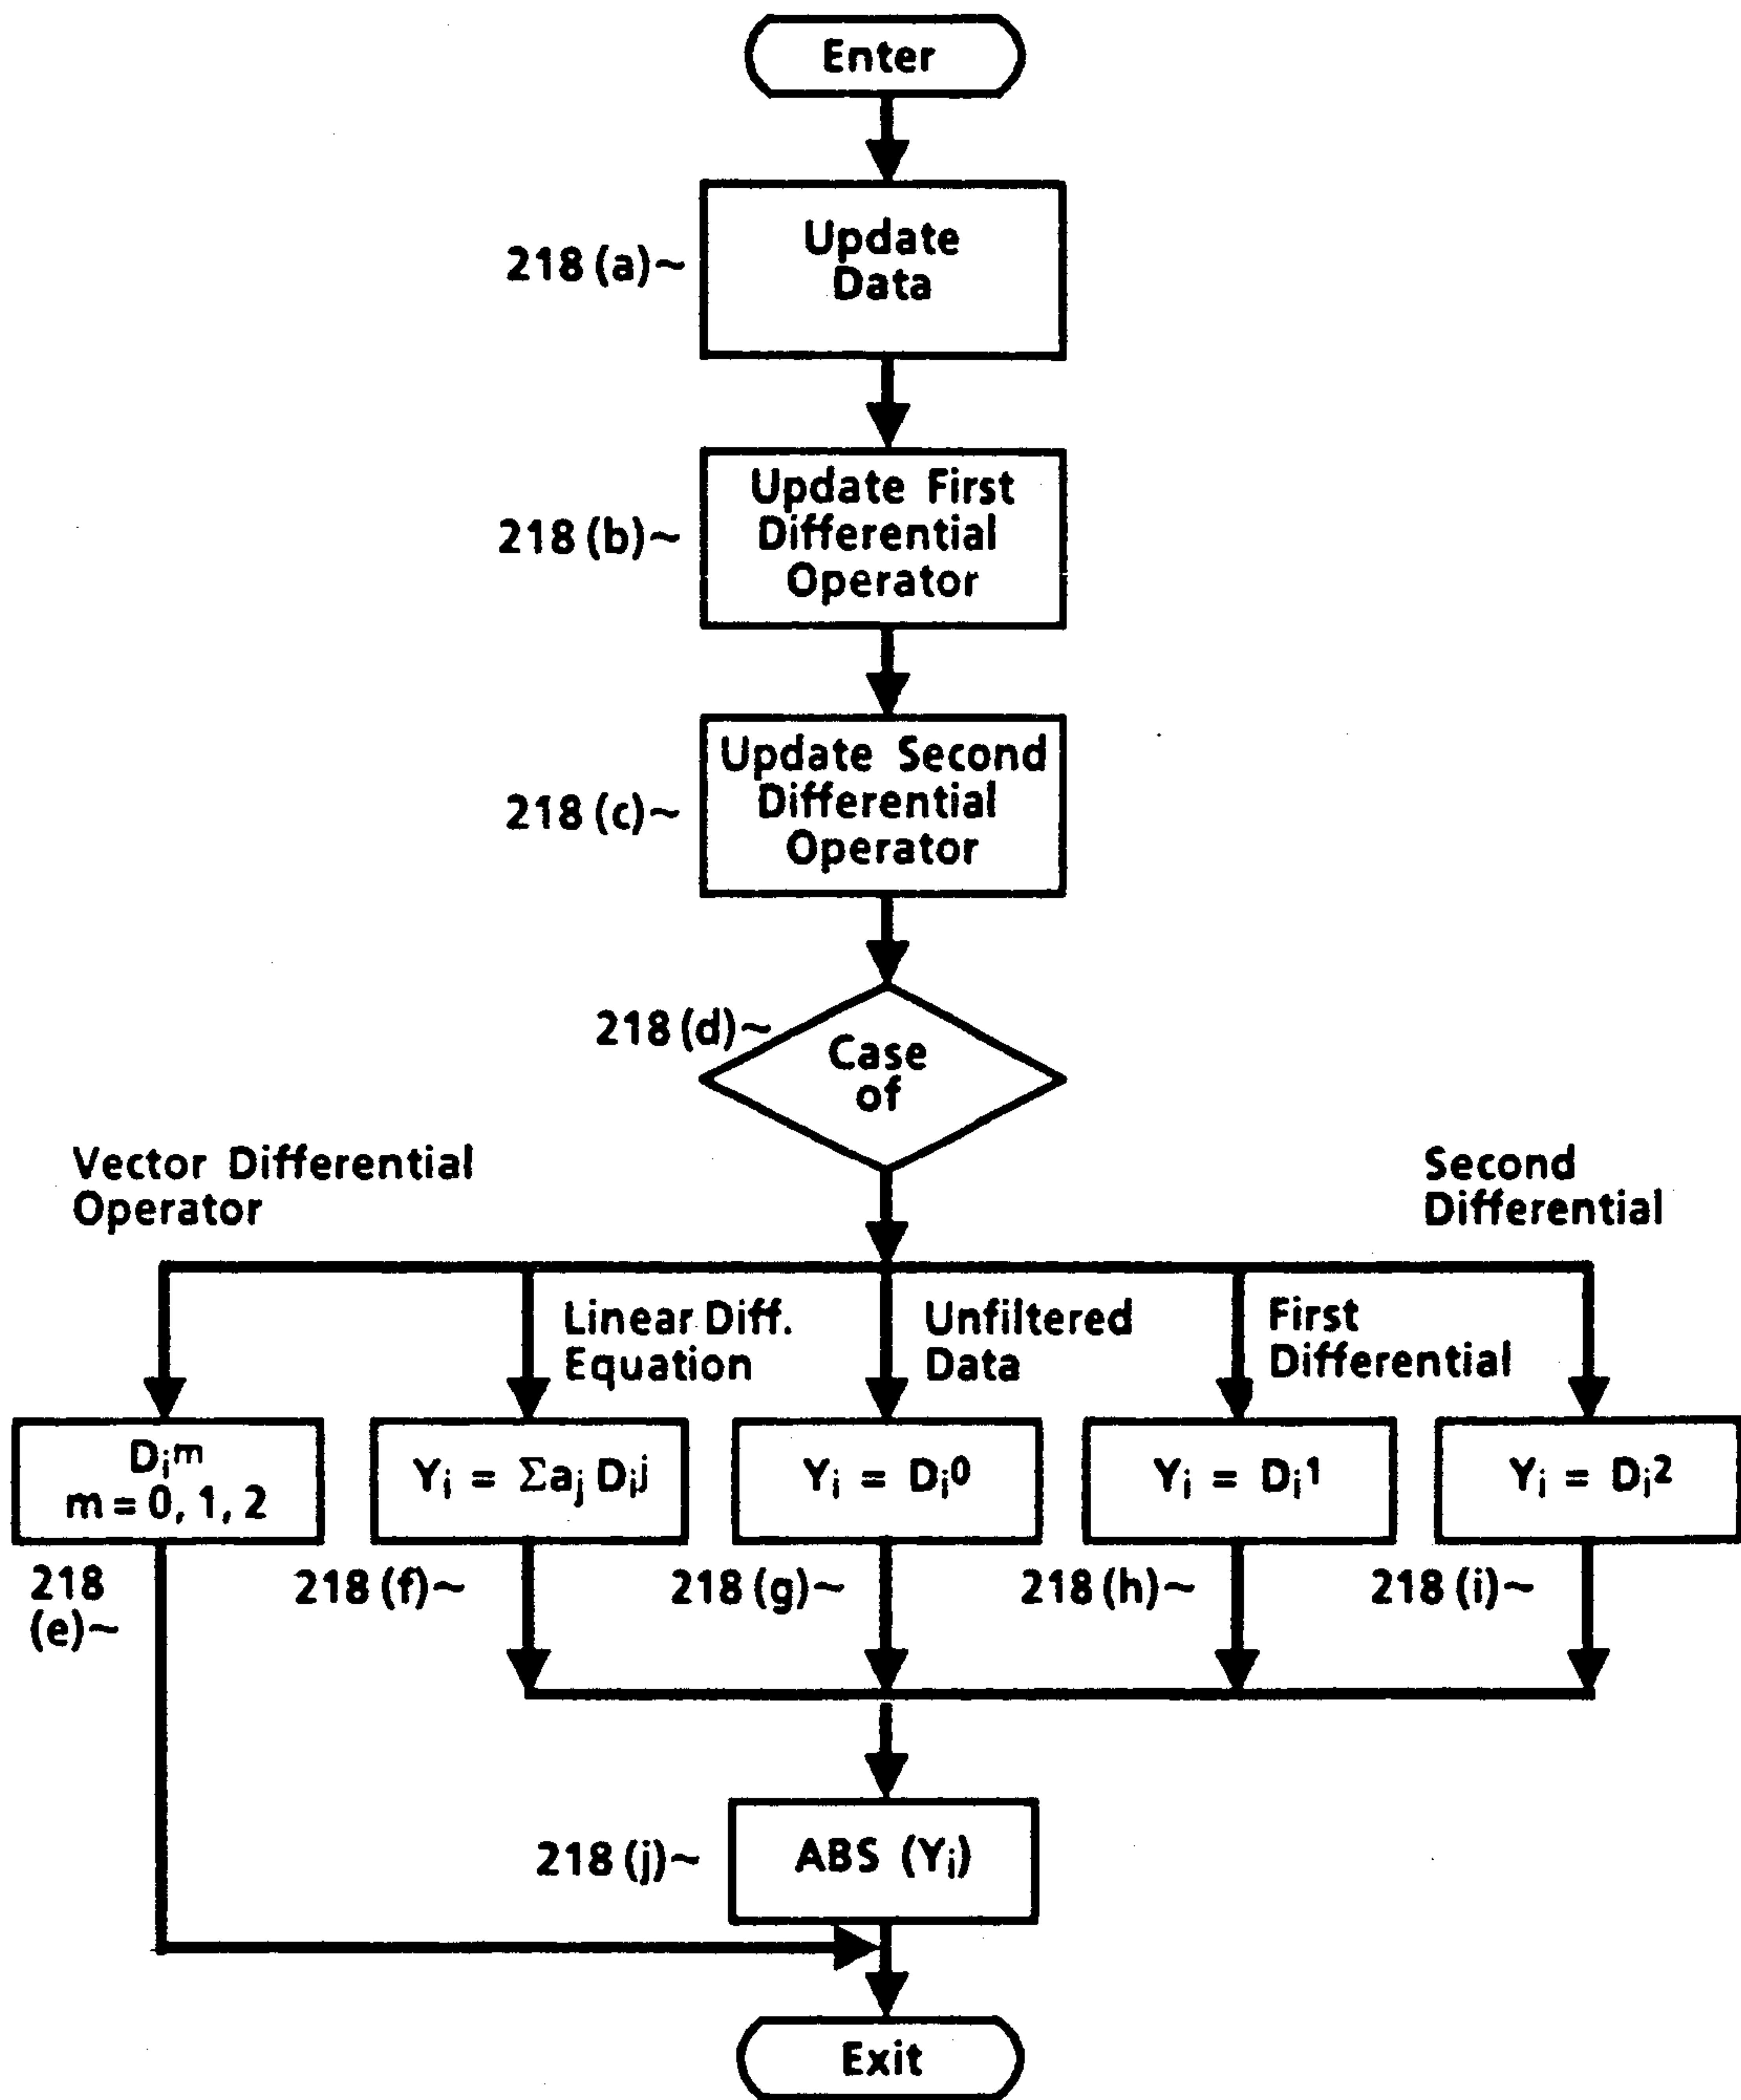 Enter
218 (a)~
Update
Data
218 (b)~
Update First
Differential
Operator
218 (c)~
Update Second
Differential
Operator
218 (d)~
Case
of
Vector Differential
Operator
Second
Differential
Linear Diff.
Equation
Unfiltered
Data
First
Differential
Dᵢᵐ
m = 0, 1, 2
Yᵢ = Σaⱼ Dᵢʲ
Yᵢ = Dᵢ⁰
Yᵢ = Dᵢ¹
Yᵢ = Dᵢ²
218
(e)~
218 (f)~
218 (g)~
218 (h)~
218 (i)~
218 (j)~
ABS (Yᵢ)
Exit